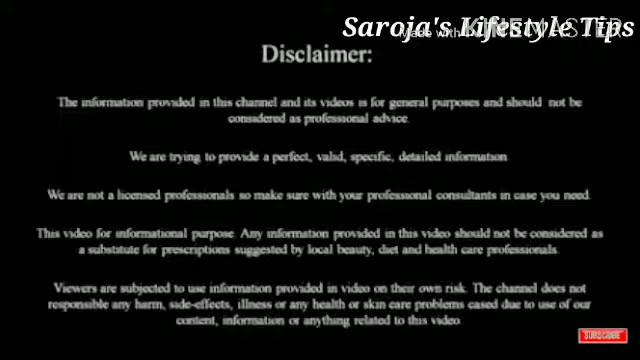 Saroja's Lifestyle Tips
Made with KINEMASTER
Disclaimer:
The information provided in this channel and its videos is for general purposes and should not be
considered as professional advice.
We are trying to provide a perfect, valid, specific, detailed information
We are not a licensed professionals so make sure with your professional consultants in case you need.
This video for informational purpose. Any information provided in this video should not be considered as
a substitute for prescriptions suggested by local beauty, diet and health care professionals.
Viewers are subjected to use information provided in video on their own risk. The channel does not
responsible any harm, side-effects, illness or any health or skin care problems cased due to use of our
content, information or anything related to this video.
SUBSCRIBE